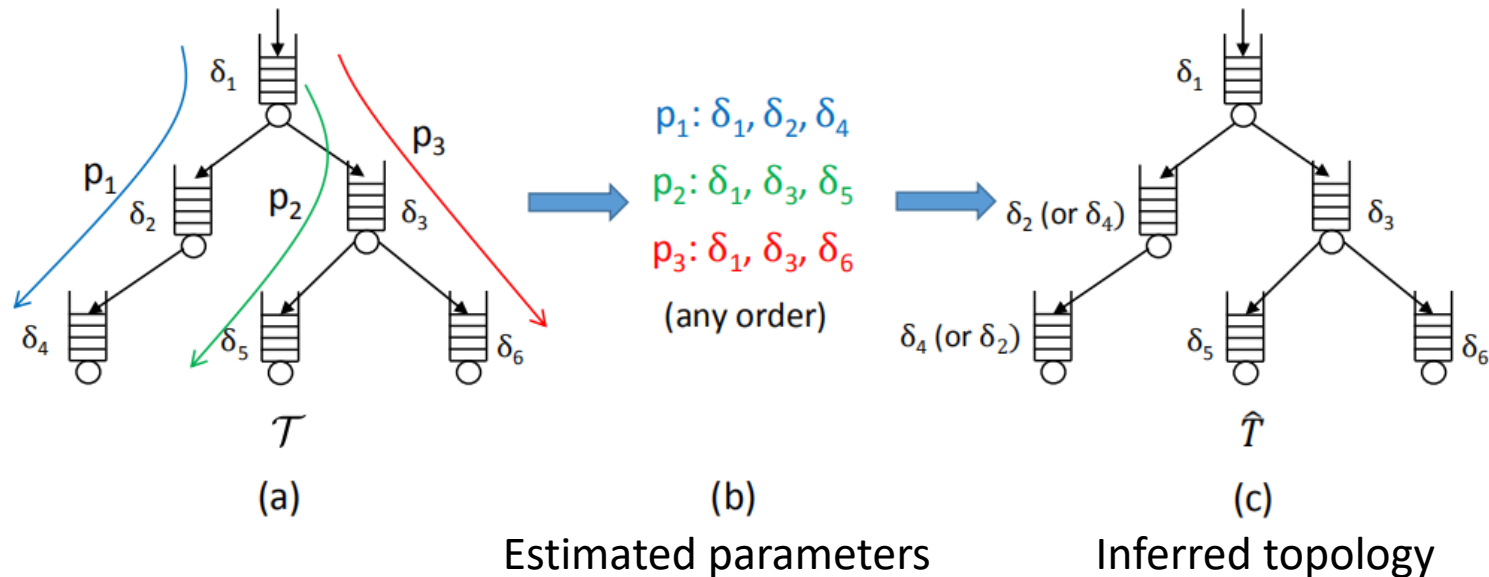 δ₁
p₁
p₂
p₃
δ₂
δ₃
δ₄
δ₅
δ₆
𝒯
(a)
p₁: δ₁, δ₂, δ₄
p₂: δ₁, δ₃, δ₅
p₃: δ₁, δ₃, δ₆
(any order)
(b)
Estimated parameters
δ₁
δ₂ (or δ₄)
δ₃
δ₄ (or δ₂)
δ₅
δ₆
T̂
(c)
Inferred topology